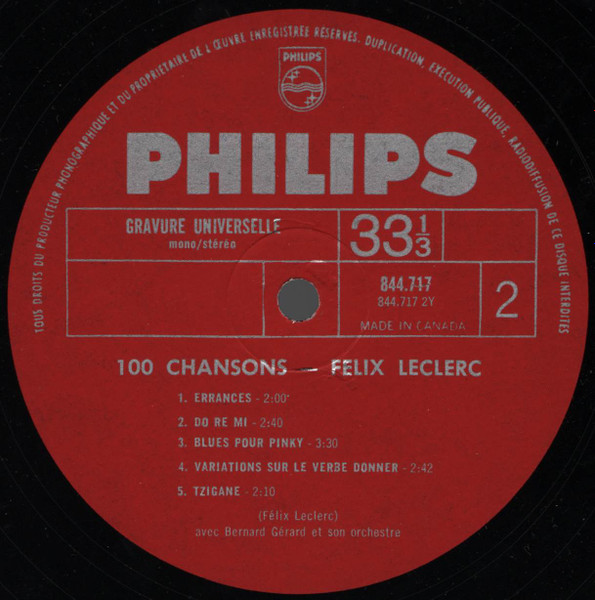 TOUS DROITS DU PRODUCTEUR PHONOGRAPHIQUE ET DU PROPRIÉTAIRE DE L'ŒUVRE ENREGISTRÉE RÉSERVÉS. DUPLICATION, EXÉCUTION PUBLIQUE, RADIODIFFUSION DE CE DISQUE INTERDITES
PHILIPS
PHILIPS
GRAVURE UNIVERSELLE
mono/stéréo
33 1/3
844.717
844.717 2Y
2
MADE IN CANADA
100 CHANSONS — FELIX LECLERC
1. ERRANCES - 2:00
2. DO RE MI - 2:40
3. BLUES POUR PINKY - 3:30
4. VARIATIONS SUR LE VERBE DONNER - 2:42
5. TZIGANE - 2:10
(Félix Leclerc)
avec Bernard Gérard et son orchestre